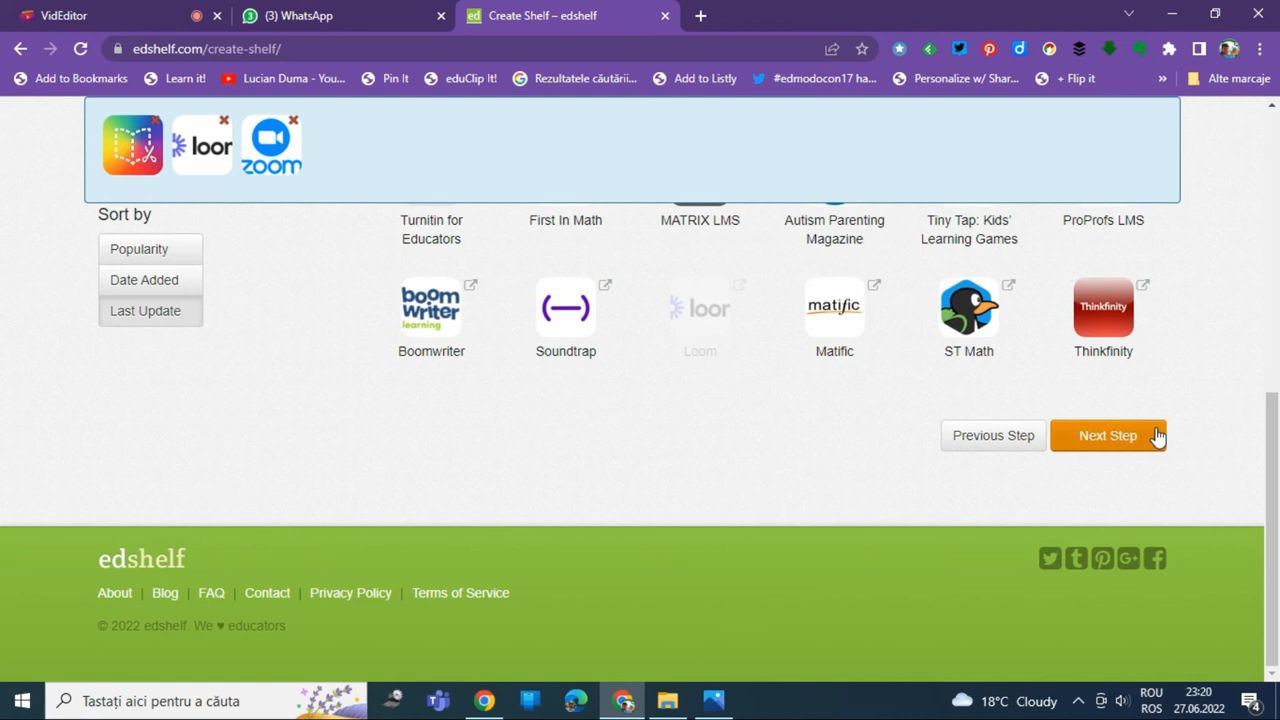 VidEditor
(3) WhatsApp
Create Shelf – edshelf
edshelf.com/create-shelf/
Add to Bookmarks
Learn it!
Lucian Duma - You...
Pin It
eduClip It!
Rezultatele căutării...
Add to Listly
#edmodocon17 ha...
Personalize w/ Shar...
+ Flip it
»
Alte marcaje
loor
zoom
Sort by
Popularity
Date Added
Last Update
Turnitin for
Educators
First In Math
MATRIX LMS
Autism Parenting
Magazine
Tiny Tap: Kids'
Learning Games
ProProfs LMS
boom
writer
learning
Boomwriter
Soundtrap
loor
Loom
matific
Matific
ST Math
Thinkfinity
Thinkfinity
Previous Step
Next Step
edshelf
About | Blog | FAQ | Contact | Privacy Policy | Terms of Service
© 2022 edshelf. We ♥ educators
Tastați aici pentru a căuta
18°C Cloudy
ROU
ROS
23:20
27.06.2022
4